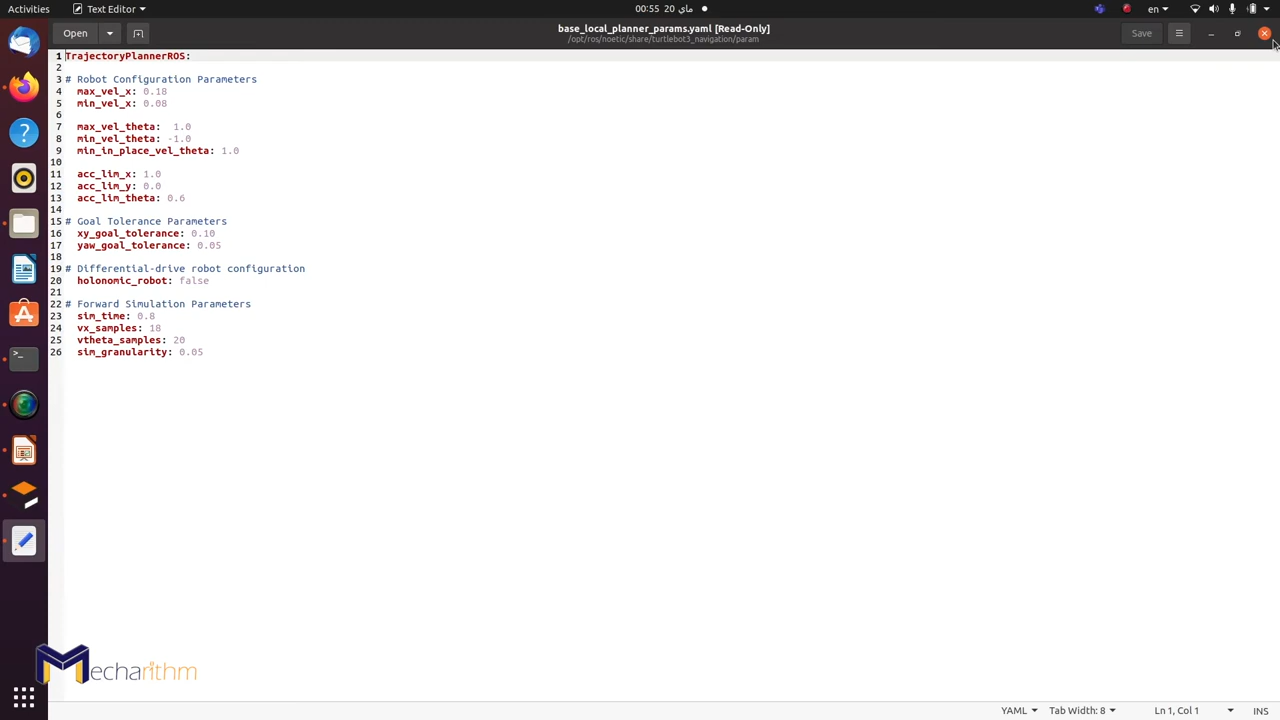 Activities
Text Editor
00:55 20 ماي
en
Open
base_local_planner_params.yaml [Read-Only]
/opt/ros/noetic/share/turtlebot3_navigation/param
Save
1 TrajectoryPlannerROS:
2
3 # Robot Configuration Parameters
4 max_vel_x: 0.18
5 min_vel_x: 0.08
6
7 max_vel_theta:  1.0
8 min_vel_theta: -1.0
9 min_in_place_vel_theta: 1.0
10
11 acc_lim_x: 1.0
12 acc_lim_y: 0.0
13 acc_lim_theta: 0.6
14
15 # Goal Tolerance Parameters
16 xy_goal_tolerance: 0.10
17 yaw_goal_tolerance: 0.05
18
19 # Differential-drive robot configuration
20 holonomic_robot: false
21
22 # Forward Simulation Parameters
23 sim_time: 0.8
24 vx_samples: 18
25 vtheta_samples: 20
26 sim_granularity: 0.05
Mecharithm
YAML
Tab Width: 8
Ln 1, Col 1
INS